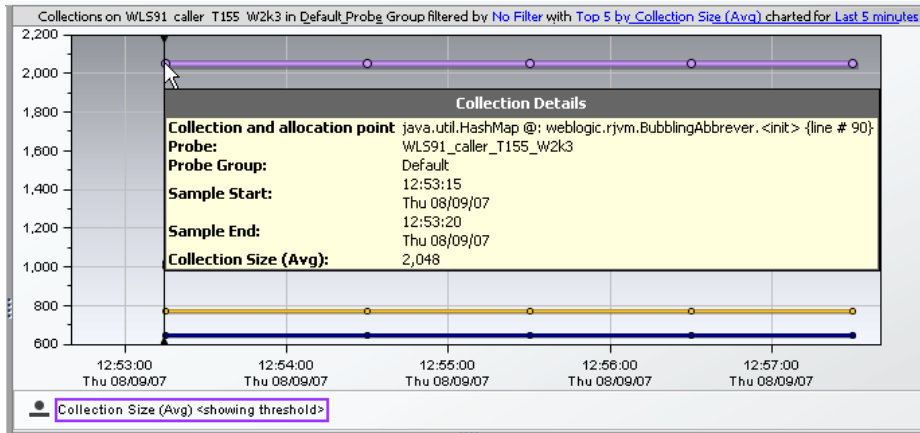 Collections on WLS91_caller_T155_W2k3 in Default Probe Group filtered by No Filter with Top 5 by Collection Size (Avg) charted for Last 5 minutes
2,200
2,000
1,800
1,600
1,400
1,200
1,000
800
600
Collection Details
Collection and allocation point java.util.HashMap @: weblogic.rjvm.BubblingAbbrever.<init> {line # 90}
Probe: WLS91_caller_T155_W2k3
Probe Group: Default
Sample Start: 12:53:15
Thu 08/09/07
Sample End: 12:53:20
Thu 08/09/07
Collection Size (Avg): 2,048
12:53:00 12:54:00 12:55:00 12:56:00 12:57:00
Thu 08/09/07 Thu 08/09/07 Thu 08/09/07 Thu 08/09/07 Thu 08/09/07
Collection Size (Avg) <showing threshold>